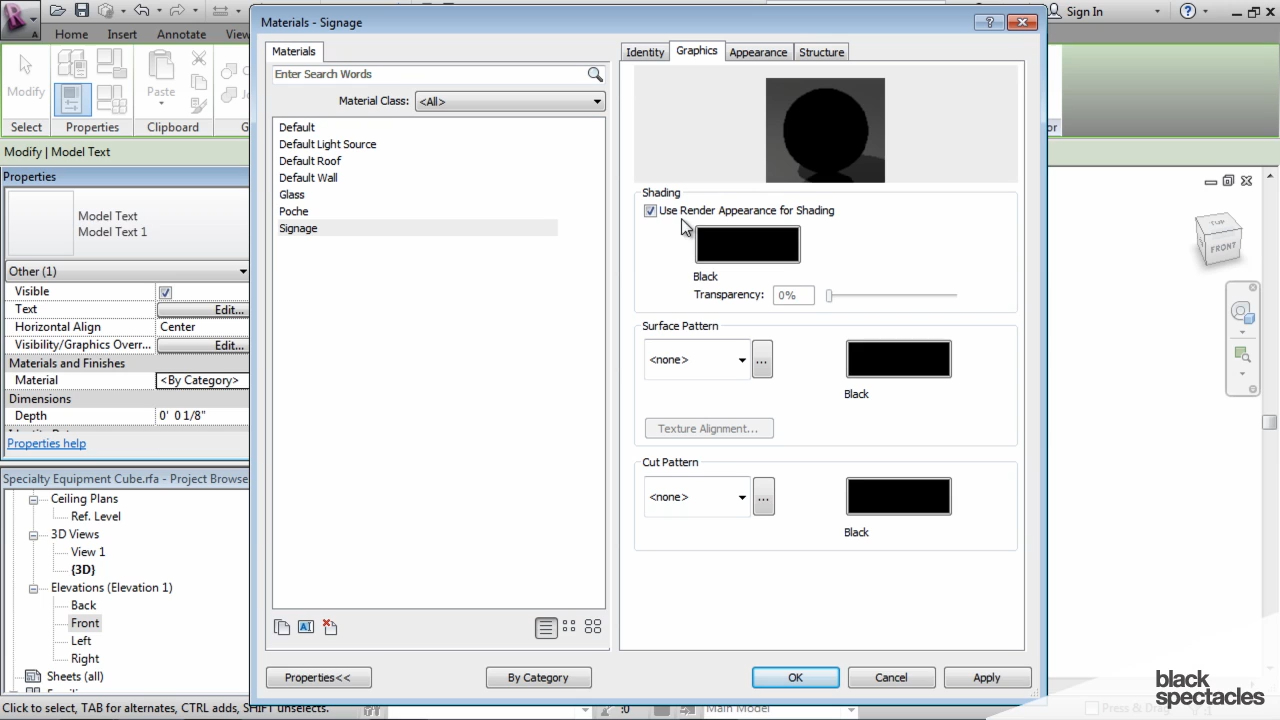 Materials - Signage
Sign In
Home
Insert
Annotate
Modify
Paste
Select
Properties
Clipboard
Modify | Model Text
Properties
Model Text
Model Text 1
Other (1)
Visible
Text
Edit...
Horizontal Align
Center
Visibility/Graphics Overr...
Edit...
Materials and Finishes
Material
<By Category>
Dimensions
Depth
0' 0 1/8"
Properties help
Specialty Equipment Cube.rfa - Project Browse
Ceiling Plans
Ref. Level
3D Views
View 1
{3D}
Elevations (Elevation 1)
Back
Front
Left
Right
Sheets (all)
Click to select, TAB for alternates, CTRL adds, SHIFT unselects.
Materials
Enter Search Words
Material Class:
<All>
Default
Default Light Source
Default Roof
Default Wall
Glass
Poche
Signage
Properties<<
By Category
Identity
Graphics
Appearance
Structure
Shading
Use Render Appearance for Shading
Black
Transparency:
0%
Surface Pattern
<none>
...
Black
Texture Alignment...
Cut Pattern
<none>
...
Black
OK
Cancel
Apply
TOP
FRONT
:0
Main Model
Press & Drag
black
spectacles